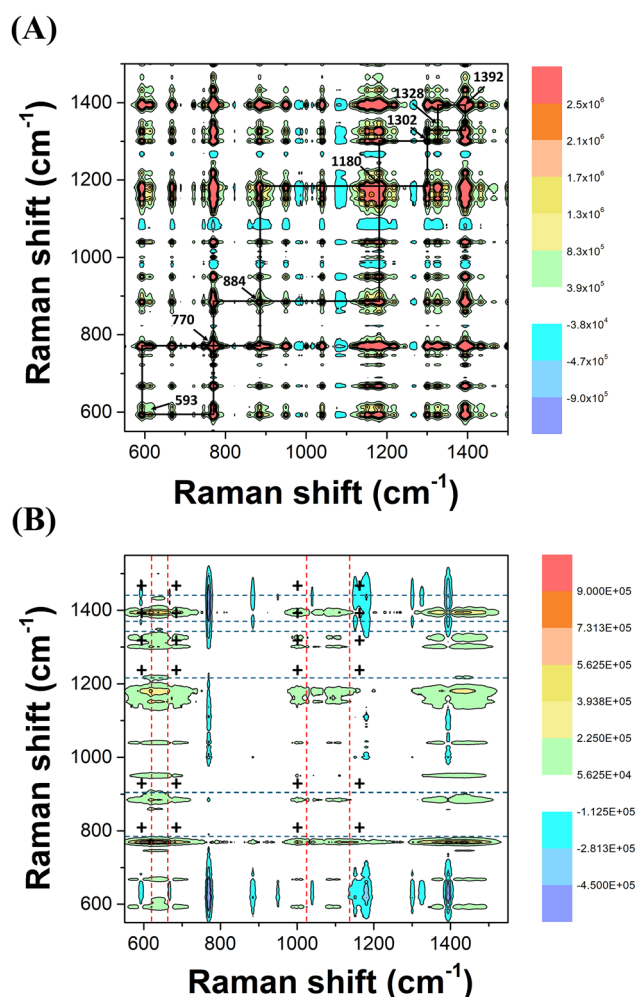 (A)
Raman shift (cm-1)
1400
1200
1000
800
600
1392
1328
1302
1180
884
770
593
600 800 1000 1200 1400
Raman shift (cm-1)
2.5x10⁶
2.1x10⁶
1.7x10⁶
1.3x10⁶
8.3x10⁵
3.9x10⁵
-3.8x10⁴
-4.7x10⁵
-9.0x10⁵
(B)
Raman shift (cm-1)
1400
1200
1000
800
600
600 800 1000 1200 1400
Raman shift (cm-1)
9.000E+05
7.313E+05
5.625E+05
3.938E+05
2.250E+05
5.625E+04
-1.125E+05
-2.813E+05
-4.500E+05